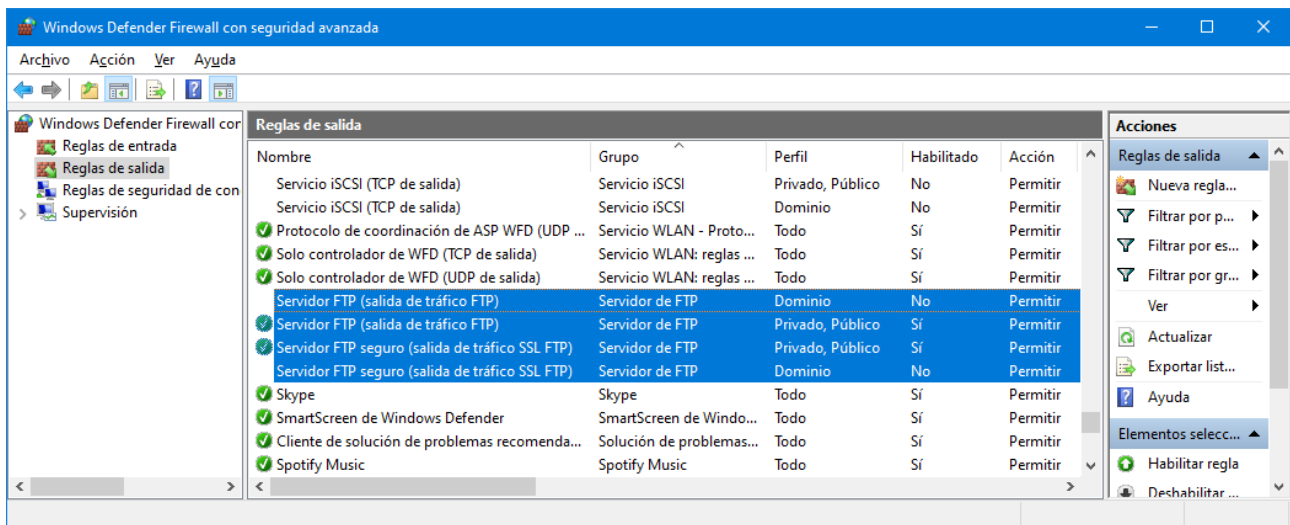 Windows Defender Firewall con seguridad avanzada
Archivo Acción Ver Ayuda
Windows Defender Firewall con
Reglas de entrada
Reglas de salida
Reglas de seguridad de con
Supervisión
Reglas de salida
Nombre Grupo Perfil Habilitado Acción
Servicio iSCSI (TCP de salida) Servicio iSCSI Privado, Público No Permitir
Servicio iSCSI (TCP de salida) Servicio iSCSI Dominio No Permitir
Protocolo de coordinación de ASP WFD (UDP ... Servicio WLAN - Proto... Todo Sí Permitir
Solo controlador de WFD (TCP de salida) Servicio WLAN: reglas ... Todo Sí Permitir
Solo controlador de WFD (UDP de salida) Servicio WLAN: reglas ... Todo Sí Permitir
Servidor FTP (salida de tráfico FTP) Servidor de FTP Dominio No Permitir
Servidor FTP (salida de tráfico FTP) Servidor de FTP Privado, Público Sí Permitir
Servidor FTP seguro (salida de tráfico SSL FTP) Servidor de FTP Privado, Público Sí Permitir
Servidor FTP seguro (salida de tráfico SSL FTP) Servidor de FTP Dominio No Permitir
Skype Skype Todo Sí Permitir
SmartScreen de Windows Defender SmartScreen de Windo... Todo Sí Permitir
Cliente de solución de problemas recomenda... Solución de problemas... Todo Sí Permitir
Spotify Music Spotify Music Todo Sí Permitir
Acciones
Reglas de salida
Nueva regla...
Filtrar por p...
Filtrar por es...
Filtrar por gr...
Ver
Actualizar
Exportar list...
Ayuda
Elementos selecc...
Habilitar regla
Deshabilitar ...